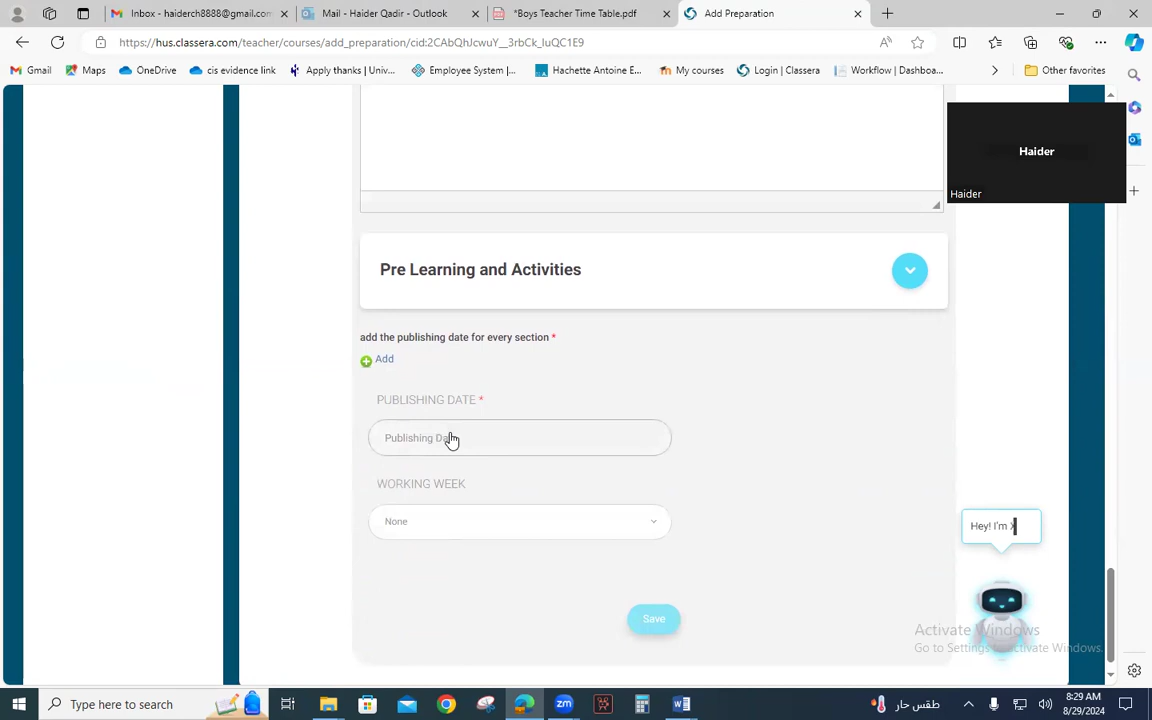 Inbox - haiderch8888@gmail.con
Mail - Haider Qadir - Outlook
*Boys Teacher Time Table.pdf
Add Preparation
https://hus.classera.com/teacher/courses/add_preparation/cid:2CAbQhJcwuY__3rbCk_luQC1E9
Gmail
Maps
OneDrive
cis evidence link
Apply thanks | Univ...
Employee System |...
Hachette Antoine E...
My courses
Login | Classera
Workflow | Dashboa...
Other favorites
Haider
Haider
Pre Learning and Activities
add the publishing date for every section *
Add
PUBLISHING DATE *
Publishing Da
WORKING WEEK
None
Hey! I'm X
Save
Activate Windows
Go to Settings to activate Windows.
Type here to search
طقس حار
8:29 AM
8/29/2024